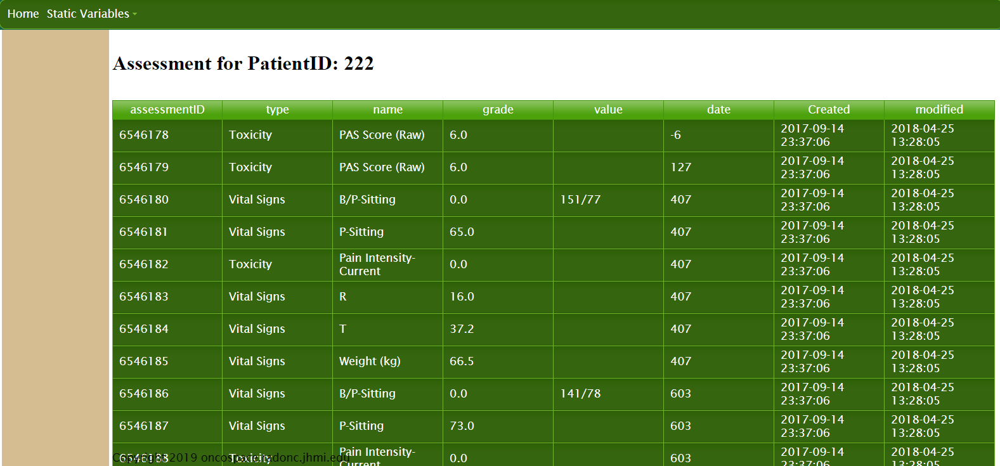 Home Static Variables
Assessment for PatientID: 222
assessmentID type name grade value date Created modified
6546178 Toxicity PAS Score (Raw) 6.0 -6 2017-09-14 23:37:06 2018-04-25 13:28:05
6546179 Toxicity PAS Score (Raw) 6.0 127 2017-09-14 23:37:06 2018-04-25 13:28:05
6546180 Vital Signs B/P-Sitting 0.0 151/77 407 2017-09-14 23:37:06 2018-04-25 13:28:05
6546181 Vital Signs P-Sitting 65.0 407 2017-09-14 23:37:06 2018-04-25 13:28:05
6546182 Toxicity Pain Intensity-Current 0.0 407 2017-09-14 23:37:06 2018-04-25 13:28:05
6546183 Vital Signs R 16.0 407 2017-09-14 23:37:06 2018-04-25 13:28:05
6546184 Vital Signs T 37.2 407 2017-09-14 23:37:06 2018-04-25 13:28:05
6546185 Vital Signs Weight (kg) 66.5 407 2017-09-14 23:37:06 2018-04-25 13:28:05
6546186 Vital Signs B/P-Sitting 0.0 141/78 603 2017-09-14 23:37:06 2018-04-25 13:28:05
6546187 Vital Signs P-Sitting 73.0 603 2017-09-14 23:37:06 2018-04-25 13:28:05
6546188 Toxicity Pain Intensity-Current 0.0 603 2017-09-14 23:37:06 2018-04-25 13:28:05
Copyright 2019